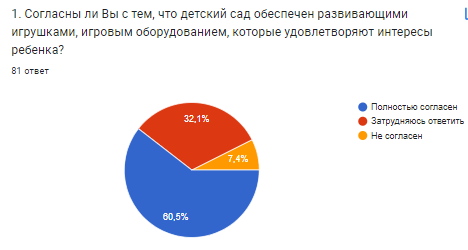 1. Согласны ли Вы с тем, что детский сад обеспечен развивающими
игрушками, игровым оборудованием, которые удовлетворяют интересы
ребенка?
81 ответ
32,1%
7,4%
60,5%
Полностью согласен
Затрудняюсь ответить
Не согласен